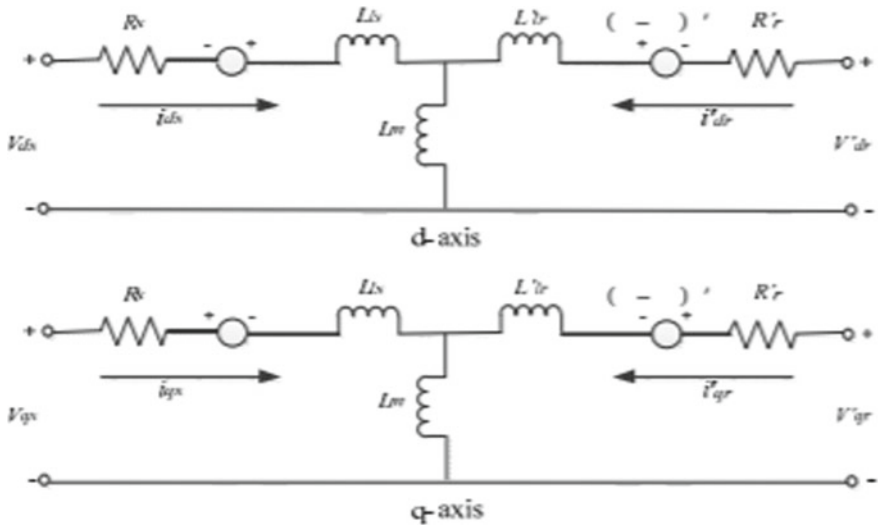 Rs - + Lls L'lr ( - ) ' + - R'r
+ +
ids i'dr
Lm
Vds V'dr
- -
d-axis
Rs + - Lls L'lr ( - ) ' - + R'r
+ +
iqs i'qr
Lm
Vqs V'qr
- -
q-axis